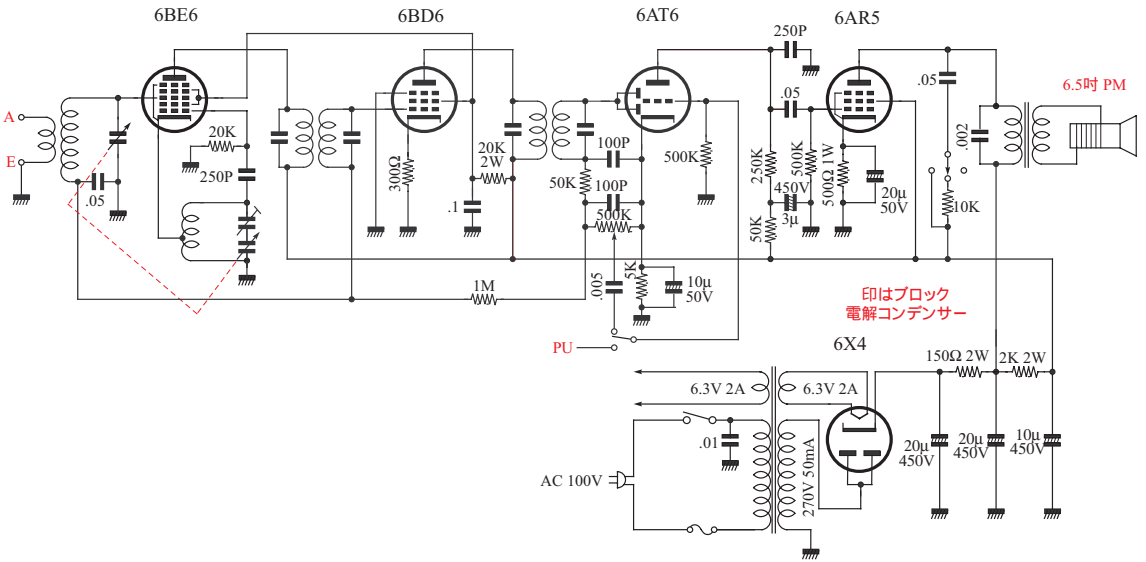 6BE6
6BD6
6AT6
6AR5
250P
.05
.05
6.5吋 PM
A
20K
.002
E
20K
2W
100P
500K
250K
500K
500Ω 1W
250P
300Ω
50K
100P
450V
3μ
20μ
50V
.05
.1
500K
50K
10K
5K
1M
.005
10μ
50V
印はブロック
電解コンデンサー
PU
6X4
150Ω 2W
2K 2W
6.3V 2A
6.3V 2A
.01
270V 50mA
20μ
450V
20μ
450V
10μ
450V
AC 100V